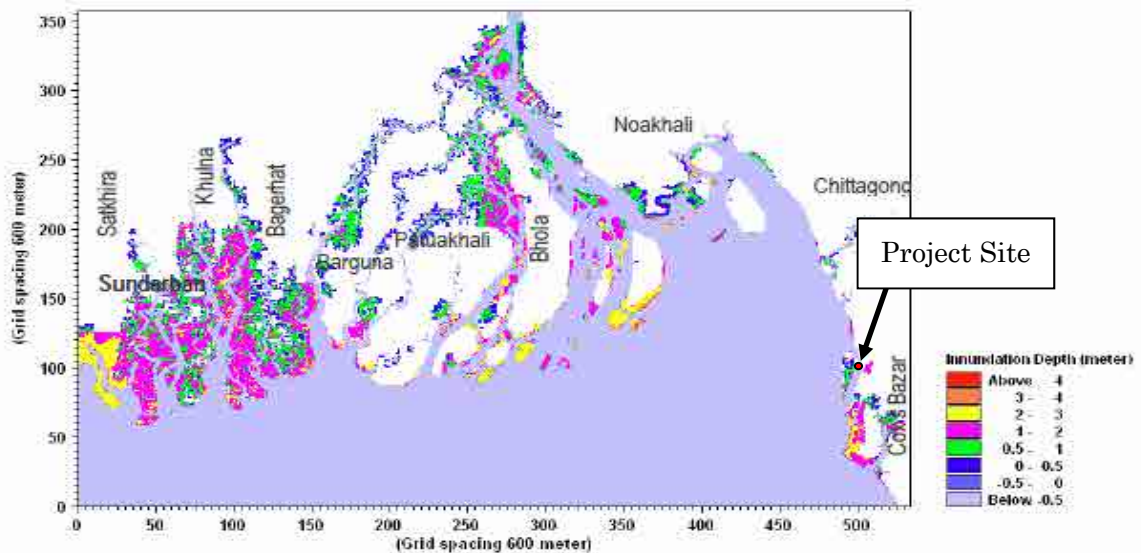 350
300
250
200
150
100
50
0
(Grid spacing 600 meter)
0 50 100 150 200 250 300 350 400 450 500
(Grid spacing 600 meter)
Satkhira
Khulna
Bagerhat
Sundarban
Barguna
Patuakhali
Bhola
Noakhali
Chittagong
Cox's Bazar
Project Site
Innundation Depth (meter)
Above 4
3 - 4
2 - 3
1 - 2
0.5 - 1
0 - 0.5
-0.5 - 0
Below -0.5